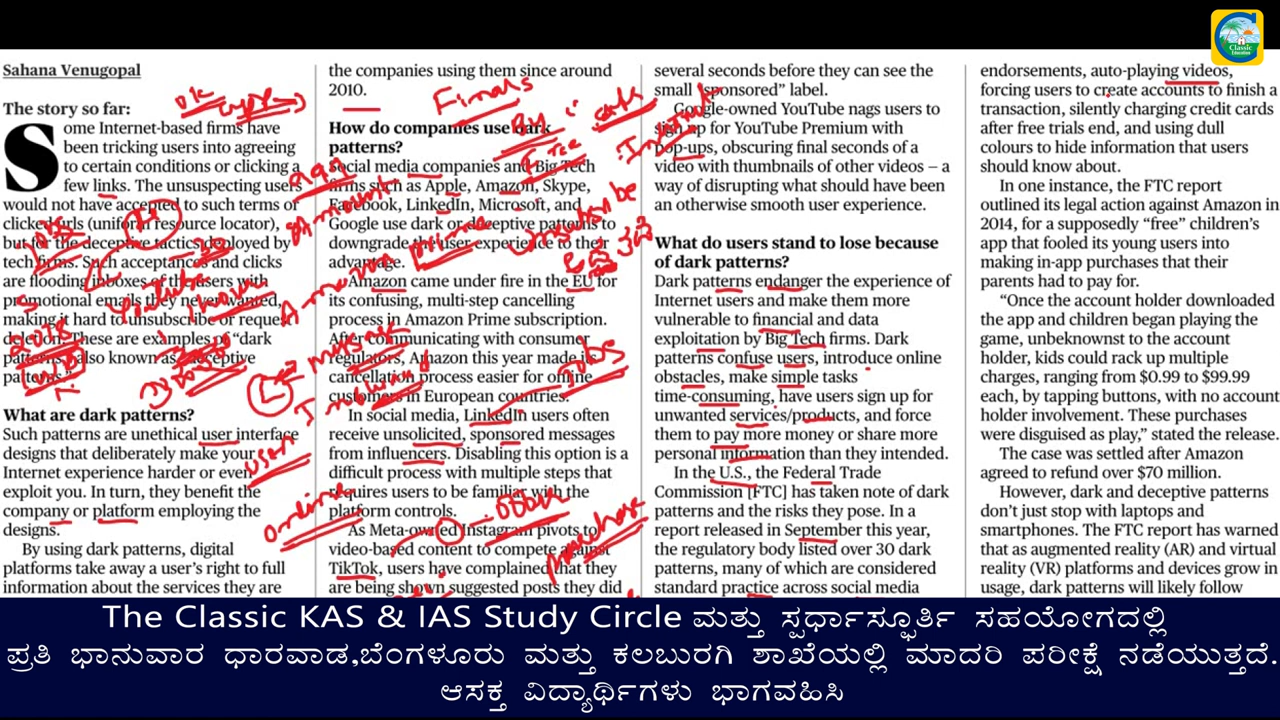 Classic
Education
Sahana Venugopal
The story so far:
Some Internet-based firms have
been tricking users into agreeing
to certain conditions or clicking a
few links. The unsuspecting users
would not have accepted to such terms or
clicked urls (uniform resource locator),
but for the deceptive tactics deployed by
tech firms. Such acceptances and clicks
are flooding inboxes of the users with
promotional emails they never wanted,
making it hard to unsubscribe or request
deletion. These are examples of “dark
patterns”, also known as “deceptive
patterns.”
What are dark patterns?
Such patterns are unethical user interface
designs that deliberately make your
Internet experience harder or even
exploit you. In turn, they benefit the
company or platform employing the
designs.
By using dark patterns, digital
platforms take away a user’s right to full
information about the services they are
the companies using them since around
2010.
How do companies use dark
patterns?
Social media companies and Big Tech
firms such as Apple, Amazon, Skype,
Facebook, LinkedIn, Microsoft, and
Google use dark or deceptive patterns to
downgrade the user experience to their
advantage.
Amazon came under fire in the EU for
its confusing, multi-step cancelling
process in Amazon Prime subscription.
After communicating with consumer
regulators, Amazon this year made its
cancellation process easier for online
customers in European countries.
In social media, LinkedIn users often
receive unsolicited, sponsored messages
from influencers. Disabling this option is a
difficult process with multiple steps that
requires users to be familiar with the
platform controls.
As Meta-owned Instagram pivots to
video-based content to compete against
TikTok, users have complained that they
are being shown suggested posts they did
several seconds before they can see the
small “sponsored” label.
Google-owned YouTube nags users to
sign up for YouTube Premium with
pop-ups, obscuring final seconds of a
video with thumbnails of other videos – a
way of disrupting what should have been
an otherwise smooth user experience.
What do users stand to lose because
of dark patterns?
Dark patterns endanger the experience of
Internet users and make them more
vulnerable to financial and data
exploitation by Big Tech firms. Dark
patterns confuse users, introduce online
obstacles, make simple tasks
time-consuming, have users sign up for
unwanted services/products, and force
them to pay more money or share more
personal information than they intended.
In the U.S., the Federal Trade
Commission [FTC] has taken note of dark
patterns and the risks they pose. In a
report released in September this year,
the regulatory body listed over 30 dark
patterns, many of which are considered
standard practice across social media
endorsements, auto-playing videos,
forcing users to create accounts to finish a
transaction, silently charging credit cards
after free trials end, and using dull
colours to hide information that users
should know about.
In one instance, the FTC report
outlined its legal action against Amazon in
2014, for a supposedly “free” children’s
app that fooled its young users into
making in-app purchases that their
parents had to pay for.
“Once the account holder downloaded
the app and children began playing the
game, unbeknownst to the account
holder, kids could rack up multiple
charges, ranging from $0.99 to $99.99
each, by tapping buttons, with no account
holder involvement. These purchases
were disguised as play,” stated the release.
The case was settled after Amazon
agreed to refund over $70 million.
However, dark and deceptive patterns
don’t just stop with laptops and
smartphones. The FTC report has warned
that as augmented reality (AR) and virtual
reality (VR) platforms and devices grow in
usage, dark patterns will likely follow
The Classic KAS & IAS Study Circle ಮತ್ತು ಸ್ಪರ್ಧಾಸ್ಫೂರ್ತಿ ಸಹಯೋಗದಲ್ಲಿ
ಪ್ರತಿ ಭಾನುವಾರ ಧಾರವಾಡ,ಬೆಂಗಳೂರು ಮತ್ತು ಕಲಬುರಗಿ ಶಾಖೆಯಲ್ಲಿ ಮಾದರಿ ಪರೀಕ್ಷೆ ನಡೆಯುತ್ತದೆ.
ಆಸಕ್ತ ವಿದ್ಯಾರ್ಥಿಗಳು ಭಾಗವಹಿಸಿ